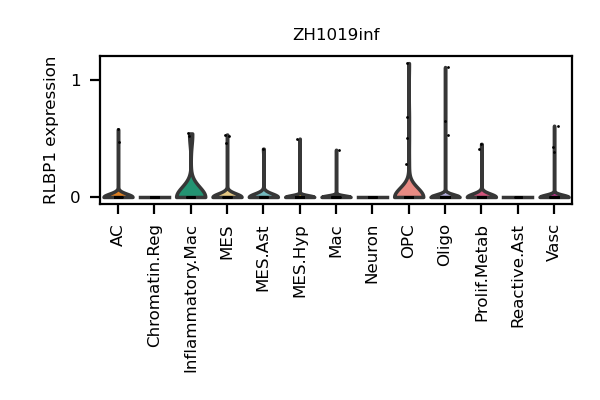 ZH1019inf
RLBP1 expression
1
0
AC
Chromatin.Reg
Inflammatory.Mac
MES
MES.Ast
MES.Hyp
Mac
Neuron
OPC
Oligo
Prolif.Metab
Reactive.Ast
Vasc